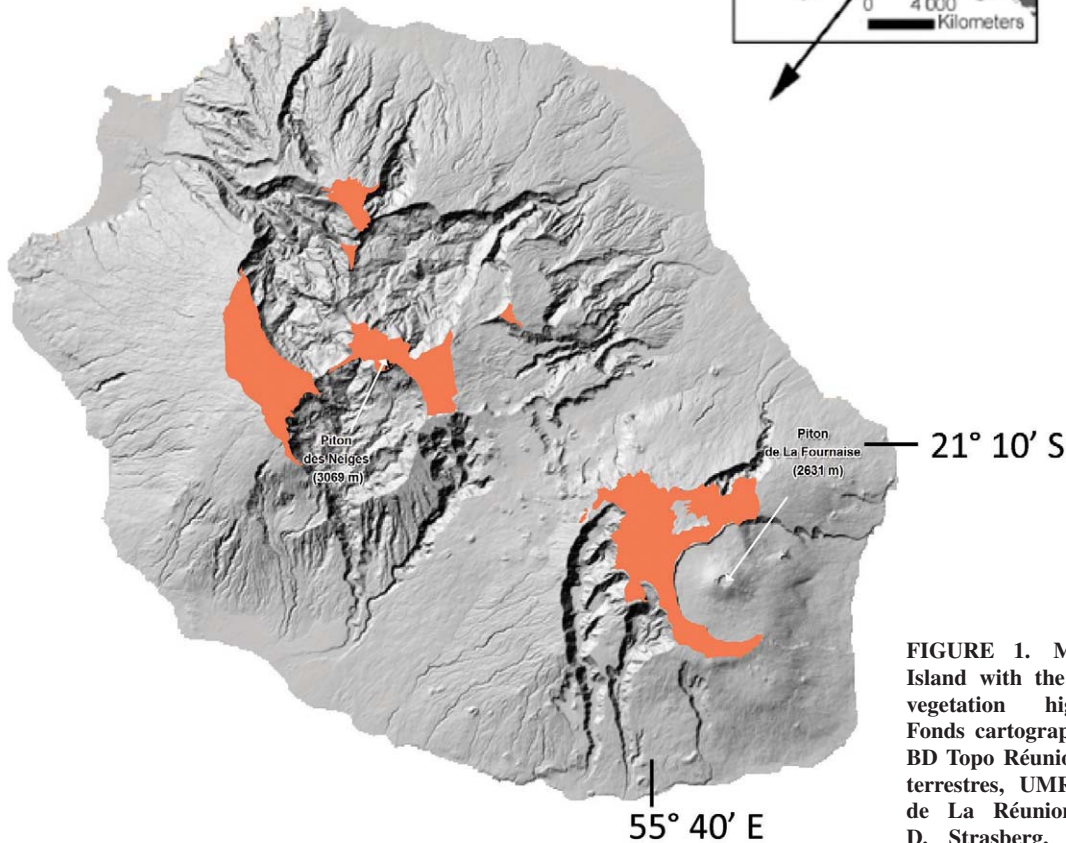 0 4 000
Kilometers
Piton
des Neiges
(3069 m)
Piton
de La Fournaise
(2631 m)
21° 10' S
55° 40' E
FIGURE 1. M
Island with the
vegetation hig
Fonds cartograp
BD Topo Réunio
terrestres, UMR
de La Réunion
D. Strasberg,